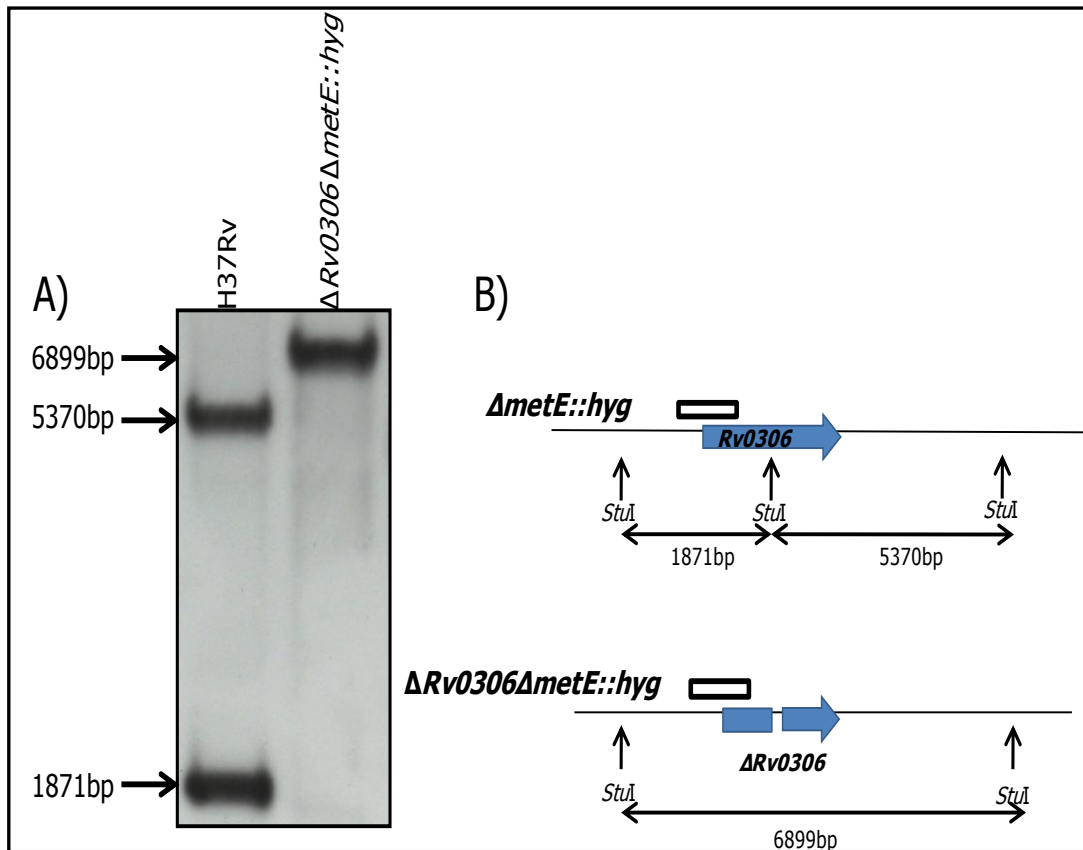 A)
H37Rv
ΔRv0306ΔmetE::hyg
6899bp
5370bp
1871bp
B)
ΔmetE::hyg
Rv0306
StuI
StuI
StuI
1871bp
5370bp
ΔRv0306ΔmetE::hyg
ΔRv0306
StuI
StuI
6899bp